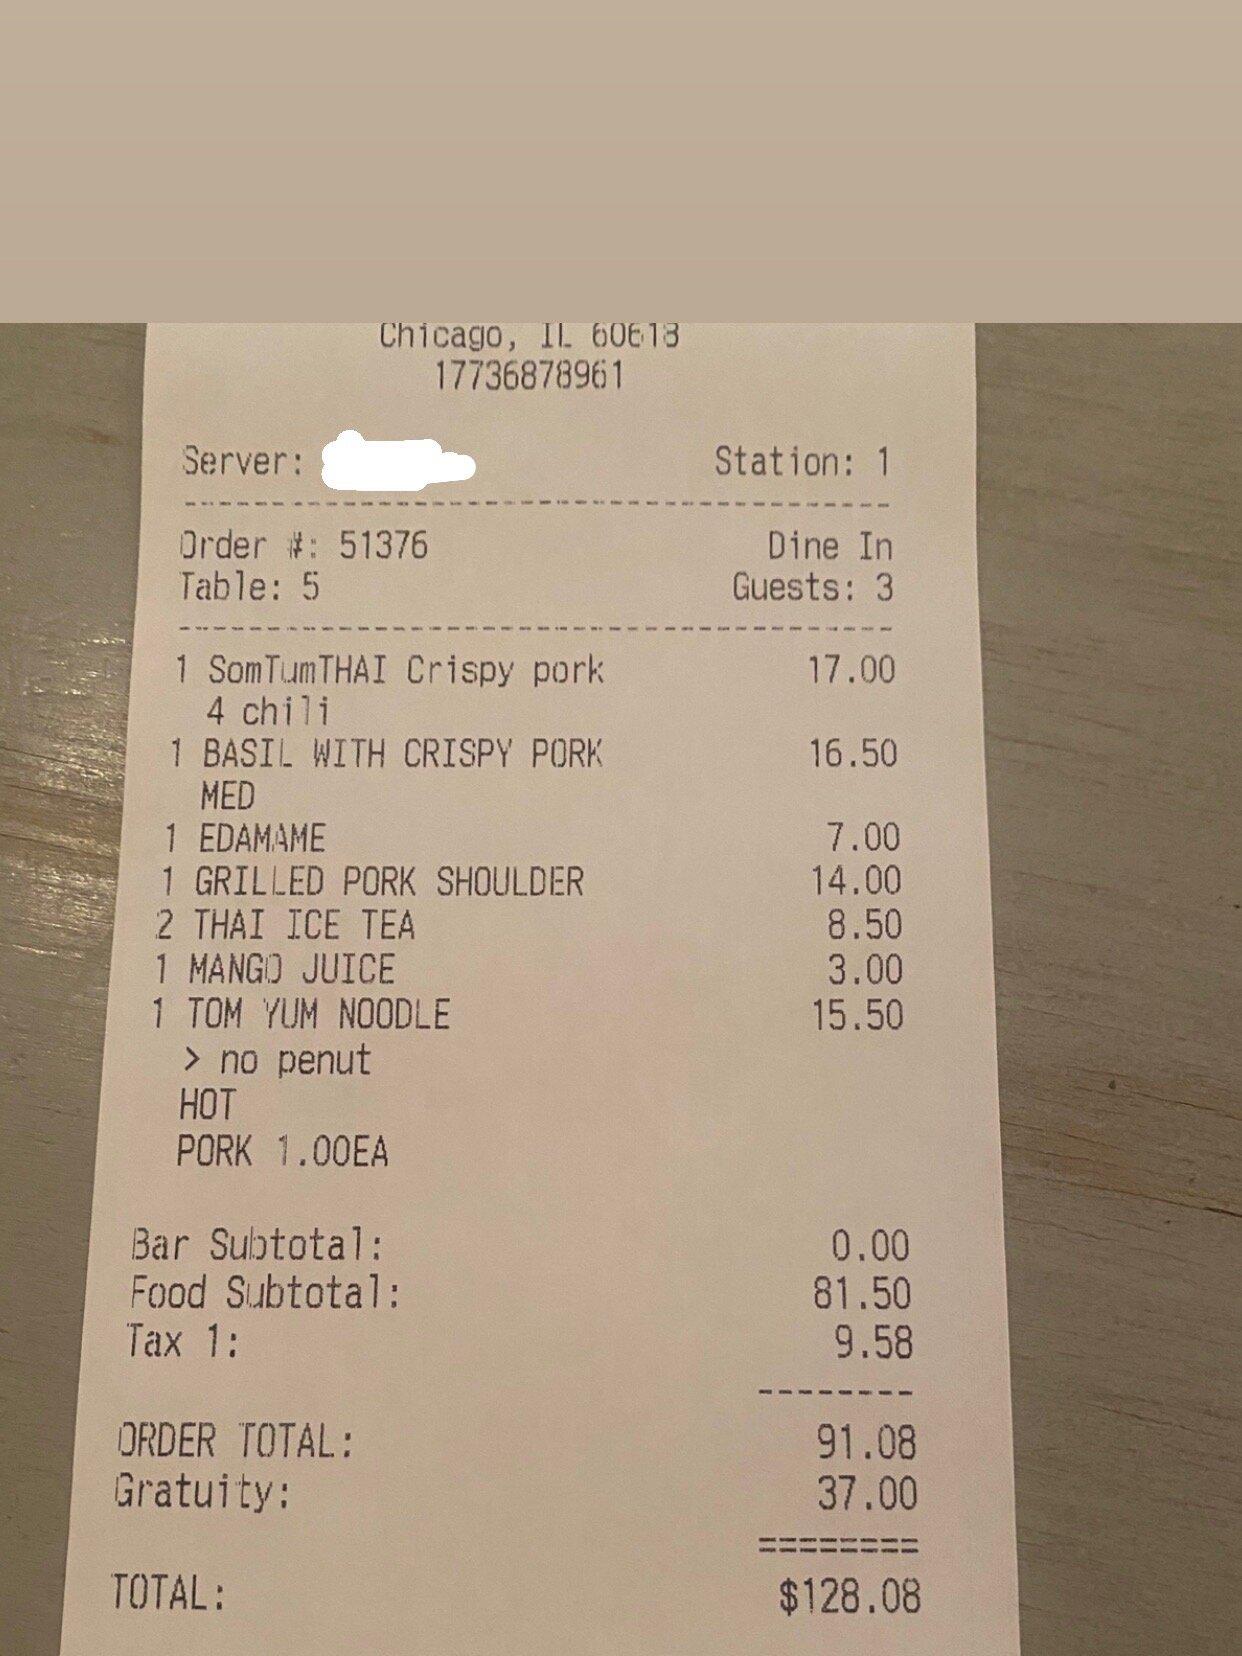 Chicago, IL 60618
17736878961
Server: Station: 1
Order #: 51376 Dine In
Table: 5 Guests: 3
1 SomTumTHAI Crispy pork 17.00
4 chili
1 BASIL WITH CRISPY PORK 16.50
MED
1 EDAMAME 7.00
1 GRILLED PORK SHOULDER 14.00
2 THAI ICE TEA 8.50
1 MANGO JUICE 3.00
1 TOM YUM NOODLE 15.50
> no penut
HOT
PORK 1.00EA
Bar Subtotal: 0.00
Food Subtotal: 81.50
Tax 1: 9.58
ORDER TOTAL: 91.08
Gratuity: 37.00
TOTAL: $128.08